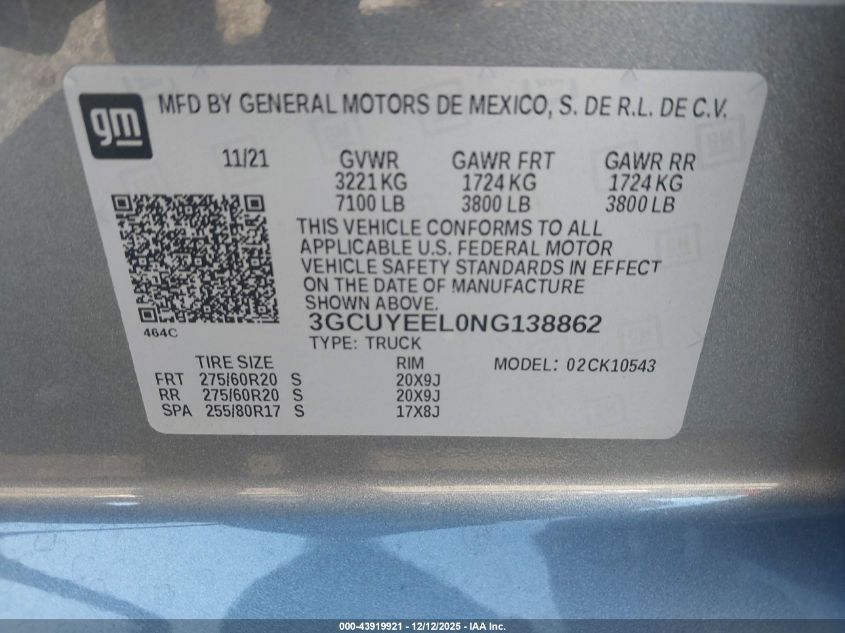 gm
MFD BY GENERAL MOTORS DE MEXICO, S. DE R.L. DE C.V.
11/21 GVWR GAWR FRT GAWR RR
3221 KG 1724 KG 1724 KG
7100 LB 3800 LB 3800 LB
THIS VEHICLE CONFORMS TO ALL
APPLICABLE U.S. FEDERAL MOTOR
VEHICLE SAFETY STANDARDS IN EFFECT
ON THE DATE OF MANUFACTURE
SHOWN ABOVE.
3GCUYEEL0NG138862
464C
TYPE: TRUCK
TIRE SIZE RIM MODEL: 02CK10543
FRT 275/60R20 S 20X9J
RR 275/60R20 S 20X9J
SPA 255/80R17 S 17X8J
000-43919921 - 12/12/2025 - IAA Inc.